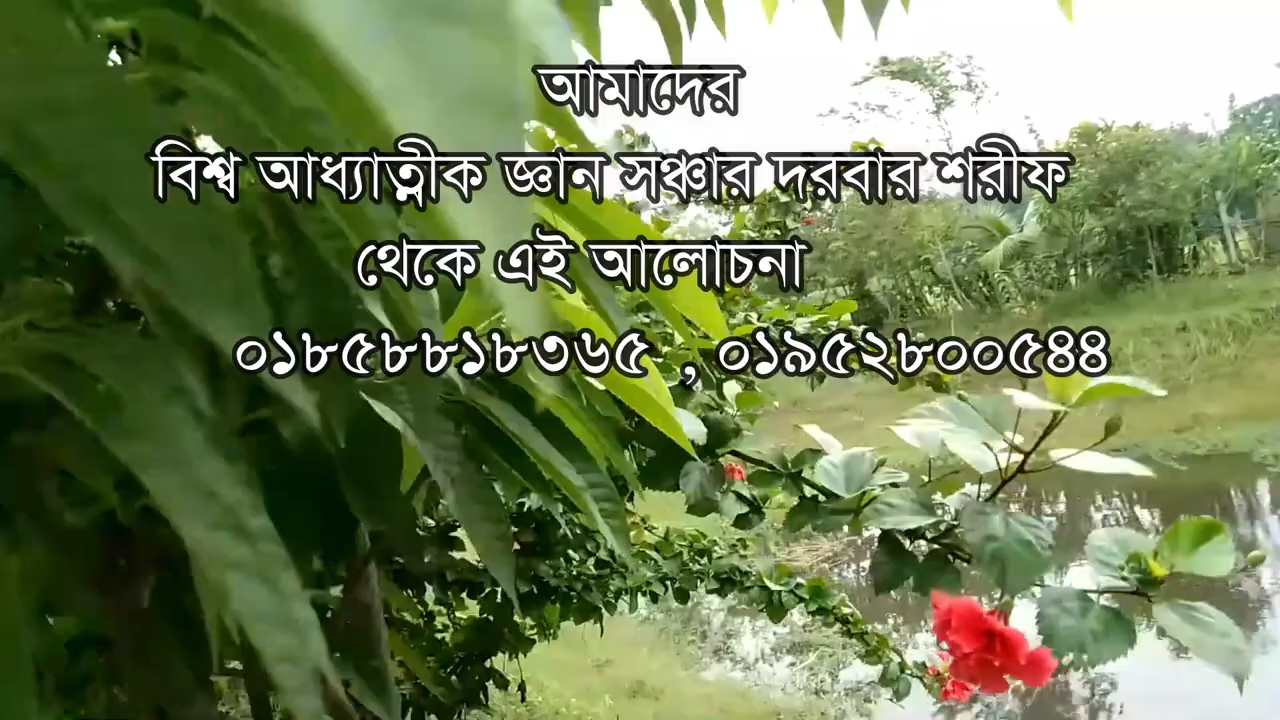 আমাদের
বিশ্ব আধ্যাত্নীক জ্ঞান সঞ্চার দরবার শরীফ
থেকে এই আলোচনা
০১৮৫৮৮১৮৩৬৫ , ০১৯৫২৮০০৫৪৪